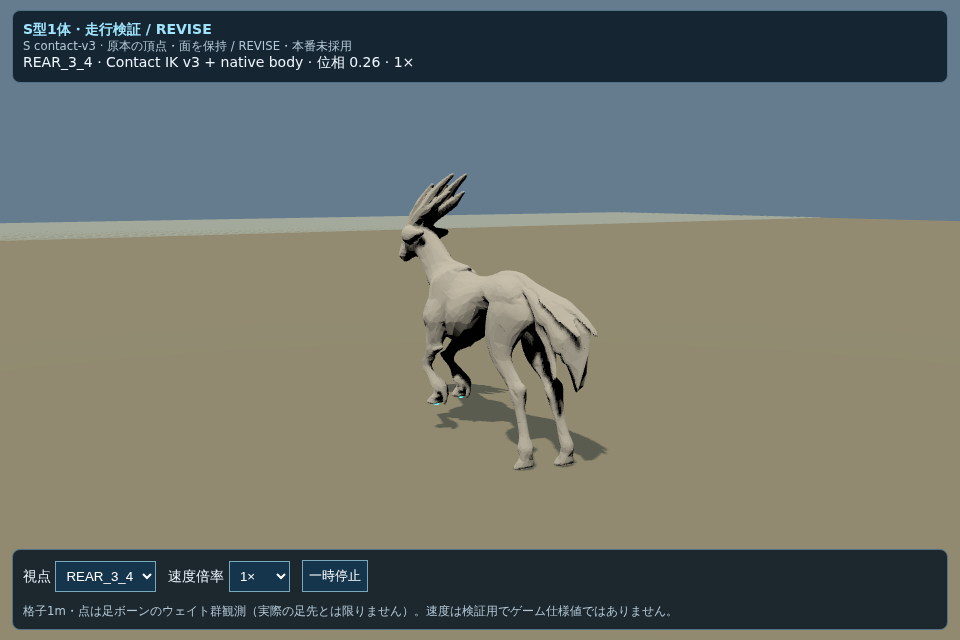 S型1体・走行検証 / REVISE
S contact-v3 · 原本の頂点・面を保持 / REVISE・本番未採用
REAR_3_4 · Contact IK v3 + native body · 位相 0.26 · 1×
視点 REAR_3_4 速度倍率 1× 一時停止
格子1m・点は足ボーンのウェイト群観測（実際の足先とは限りません）。速度は検証用でゲーム仕様値ではありません。